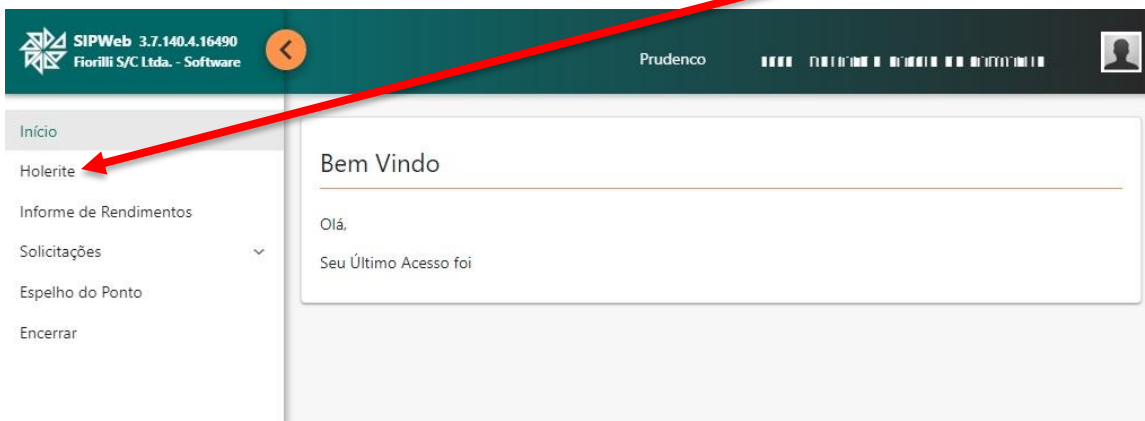 SIPWeb 3.7.140.4.16490
Fiorilli S/C Ltda. - Software
Prudenco
Início
Holerite
Informe de Rendimentos
Solicitações
Espelho do Ponto
Encerrar
Bem Vindo
Olá,
Seu Último Acesso foi